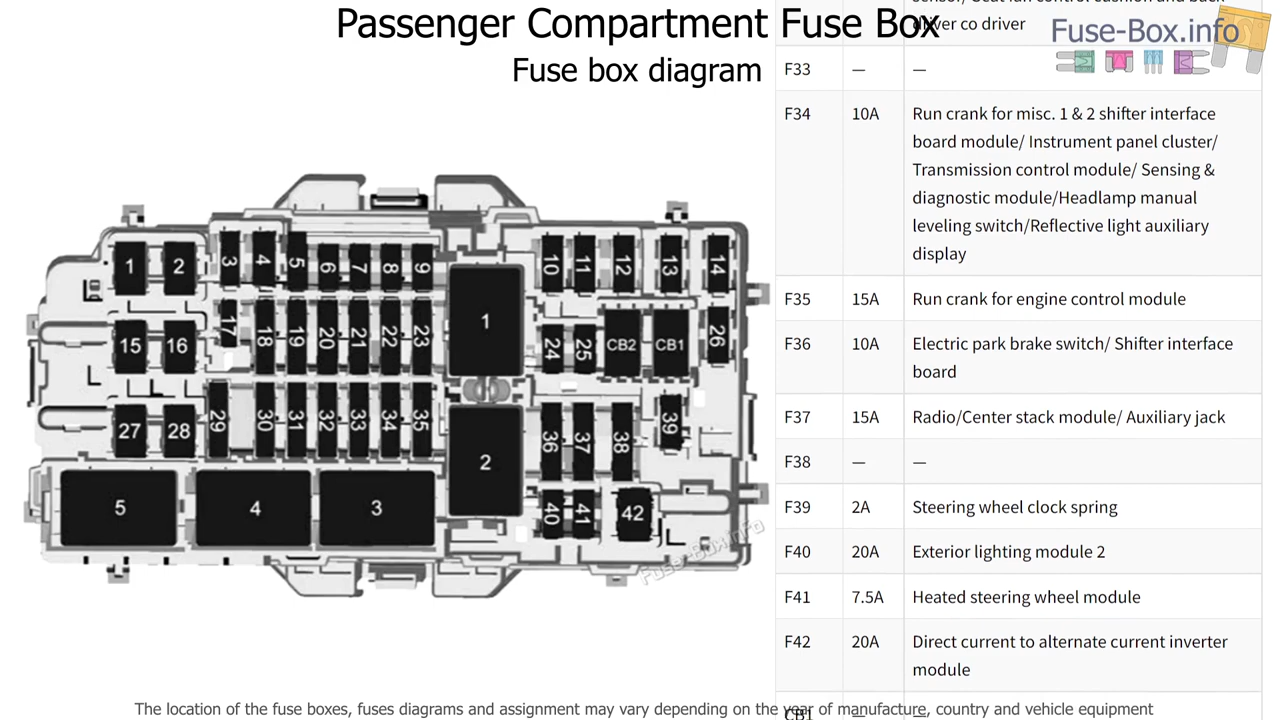 Passenger Compartment Fuse Box
Fuse box diagram
Fuse-Box.info
driver co driver
F33 — —
F34 10A Run crank for misc. 1 & 2 shifter interface
board module/ Instrument panel cluster/
Transmission control module/ Sensing &
diagnostic module/Headlamp manual
leveling switch/Reflective light auxiliary
display
F35 15A Run crank for engine control module
F36 10A Electric park brake switch/ Shifter interface
board
F37 15A Radio/Center stack module/ Auxiliary jack
F38 — —
F39 2A Steering wheel clock spring
F40 20A Exterior lighting module 2
F41 7.5A Heated steering wheel module
F42 20A Direct current to alternate current inverter
module
CB1 — —
1 2 3 4 5 6 7 8 9 10 11 12 13 14
15 16 17 18 19 20 21 22 23 1 24 25 CB2 CB1 26
27 28 29 30 31 32 33 34 35 2 36 37 38 39
5 4 3 40 41 42
Fuse-Box.info
The location of the fuse boxes, fuses diagrams and assignment may vary depending on the year of manufacture, country and vehicle equipment